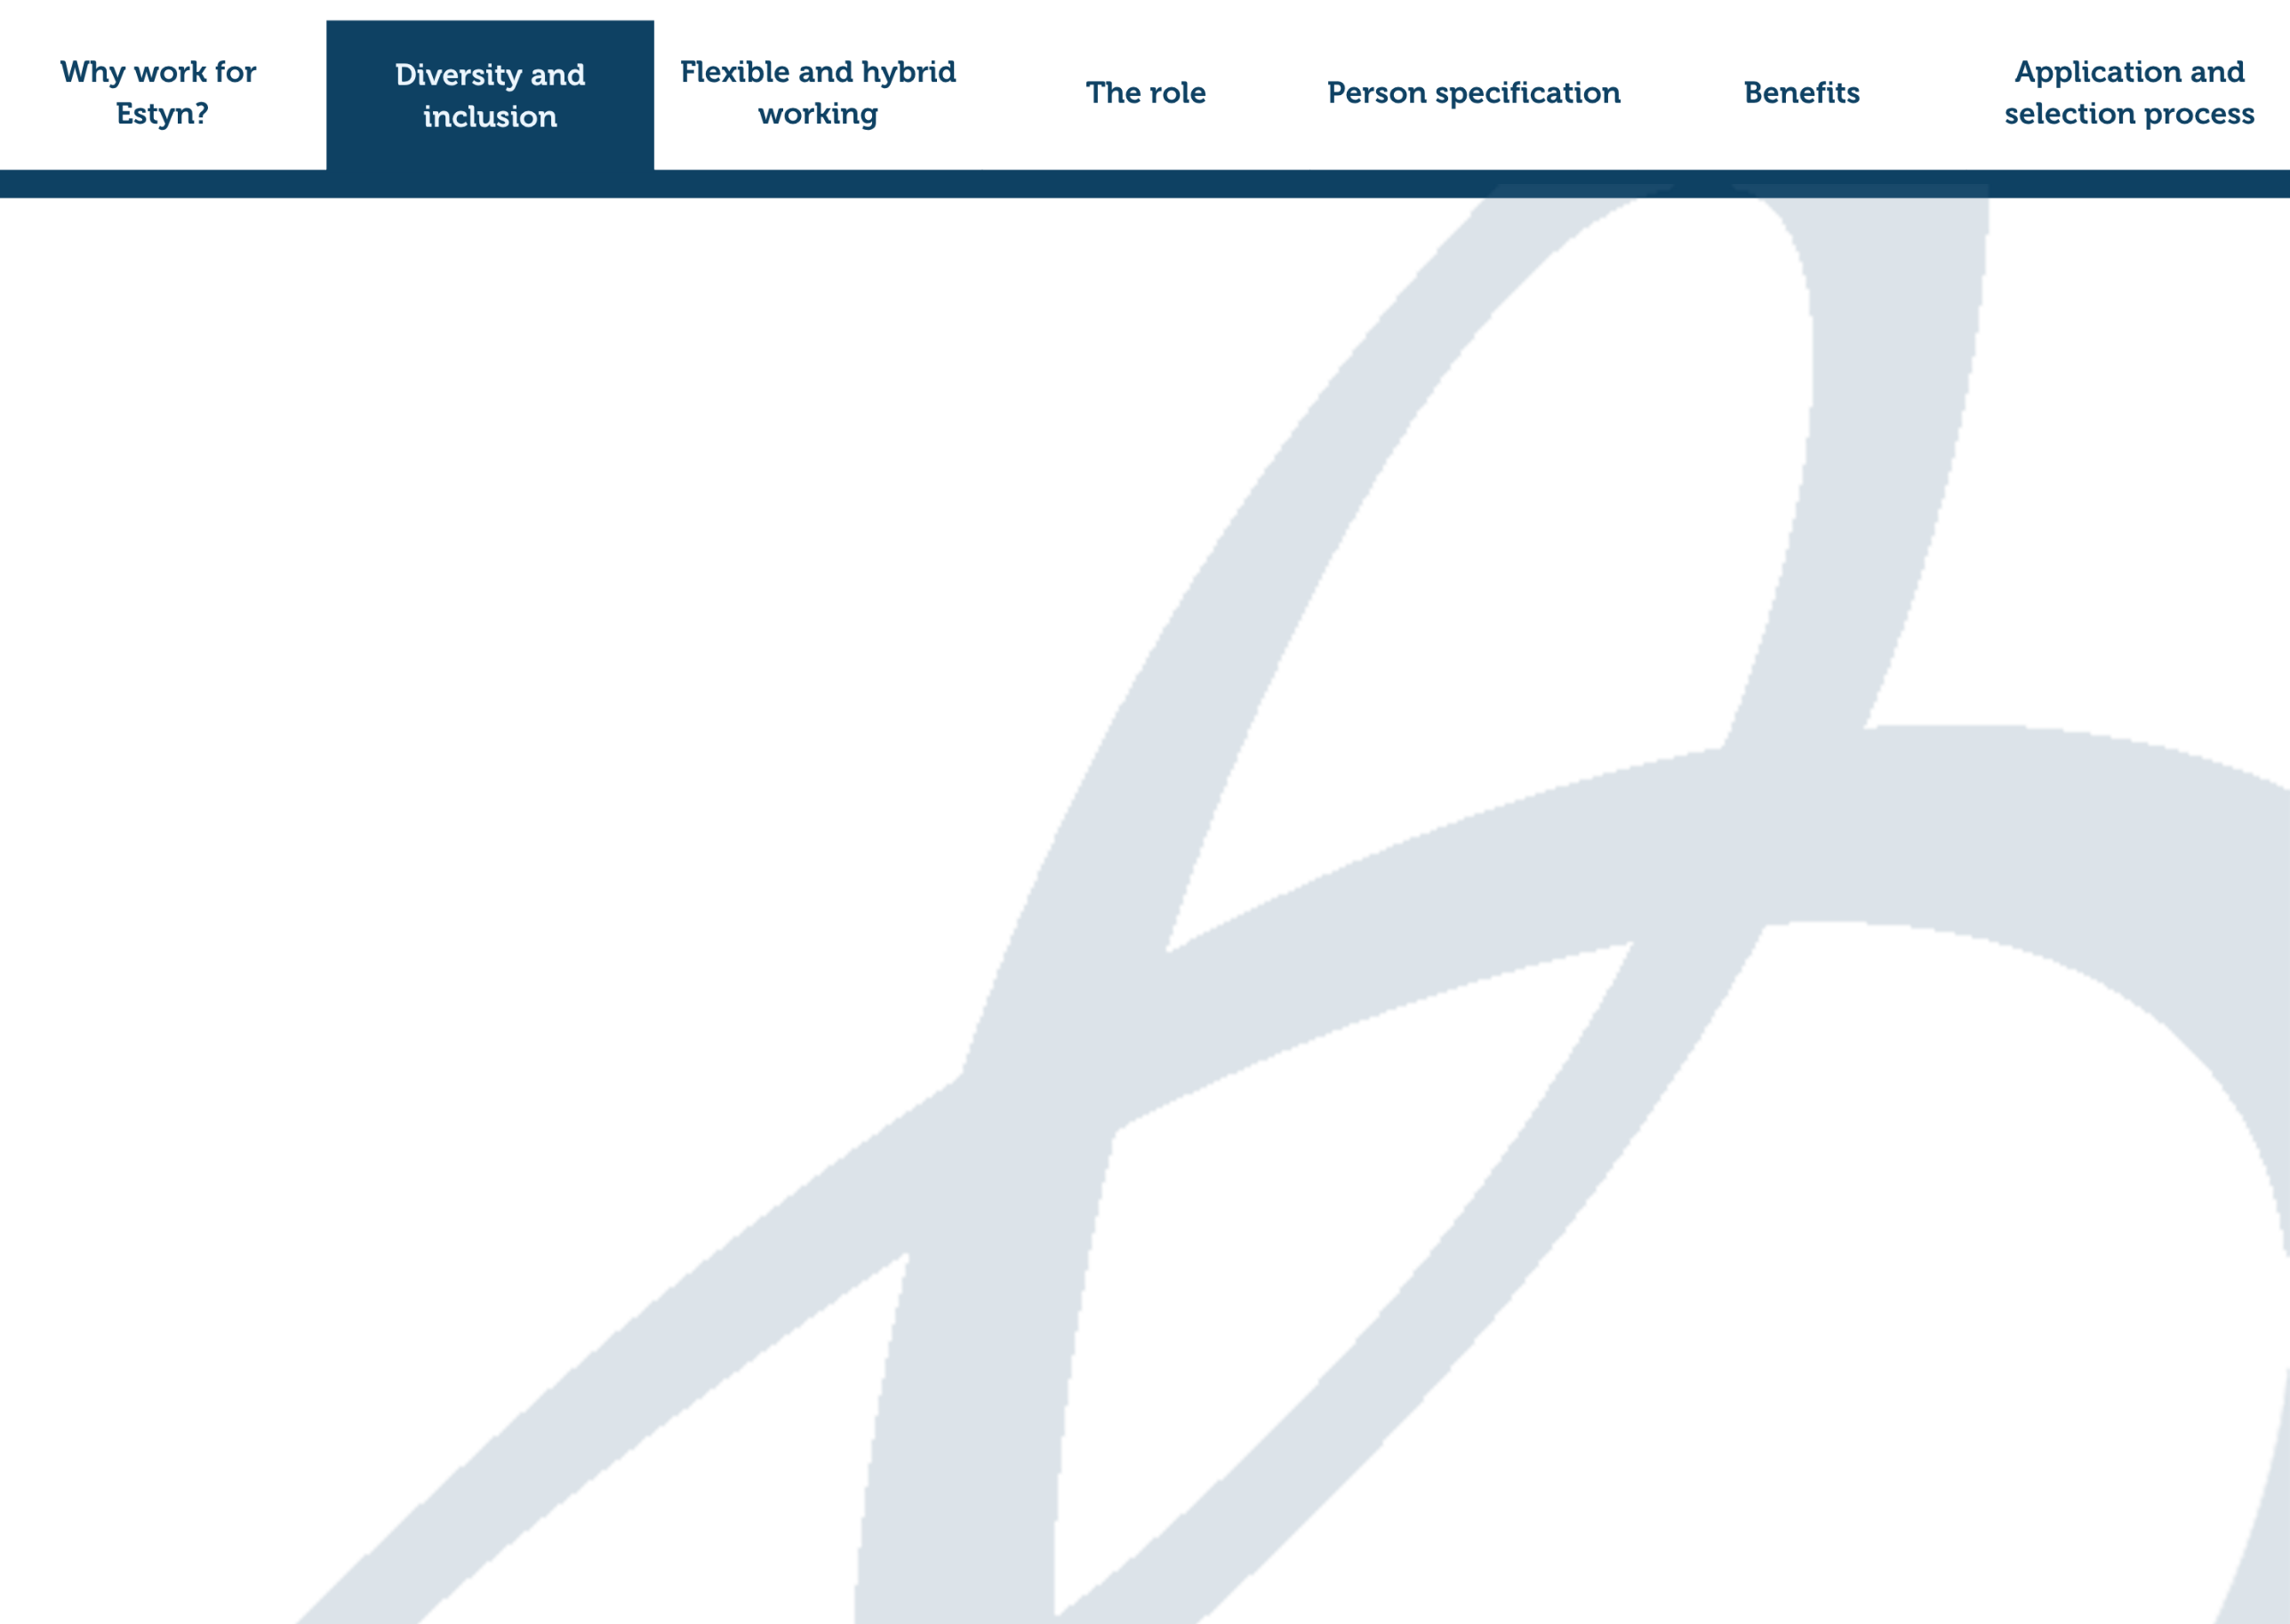 Why work for
Estyn?
Diversity and
inclusion
Flexible and hybrid
working
The role
Person specification
Benefits
Application and
selection process